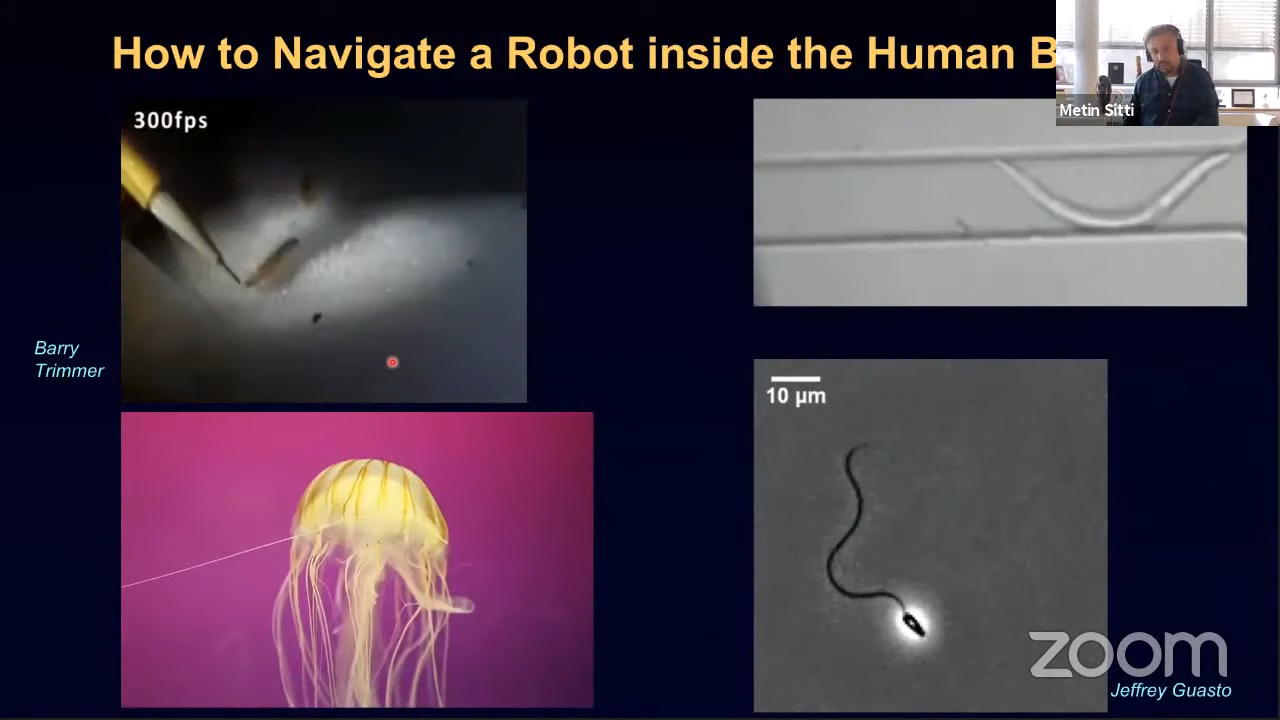 How to Navigate a Robot inside the Human B
Metin Sitti
300fps
Barry
Trimmer
10 µm
zoom
Jeffrey Guasto